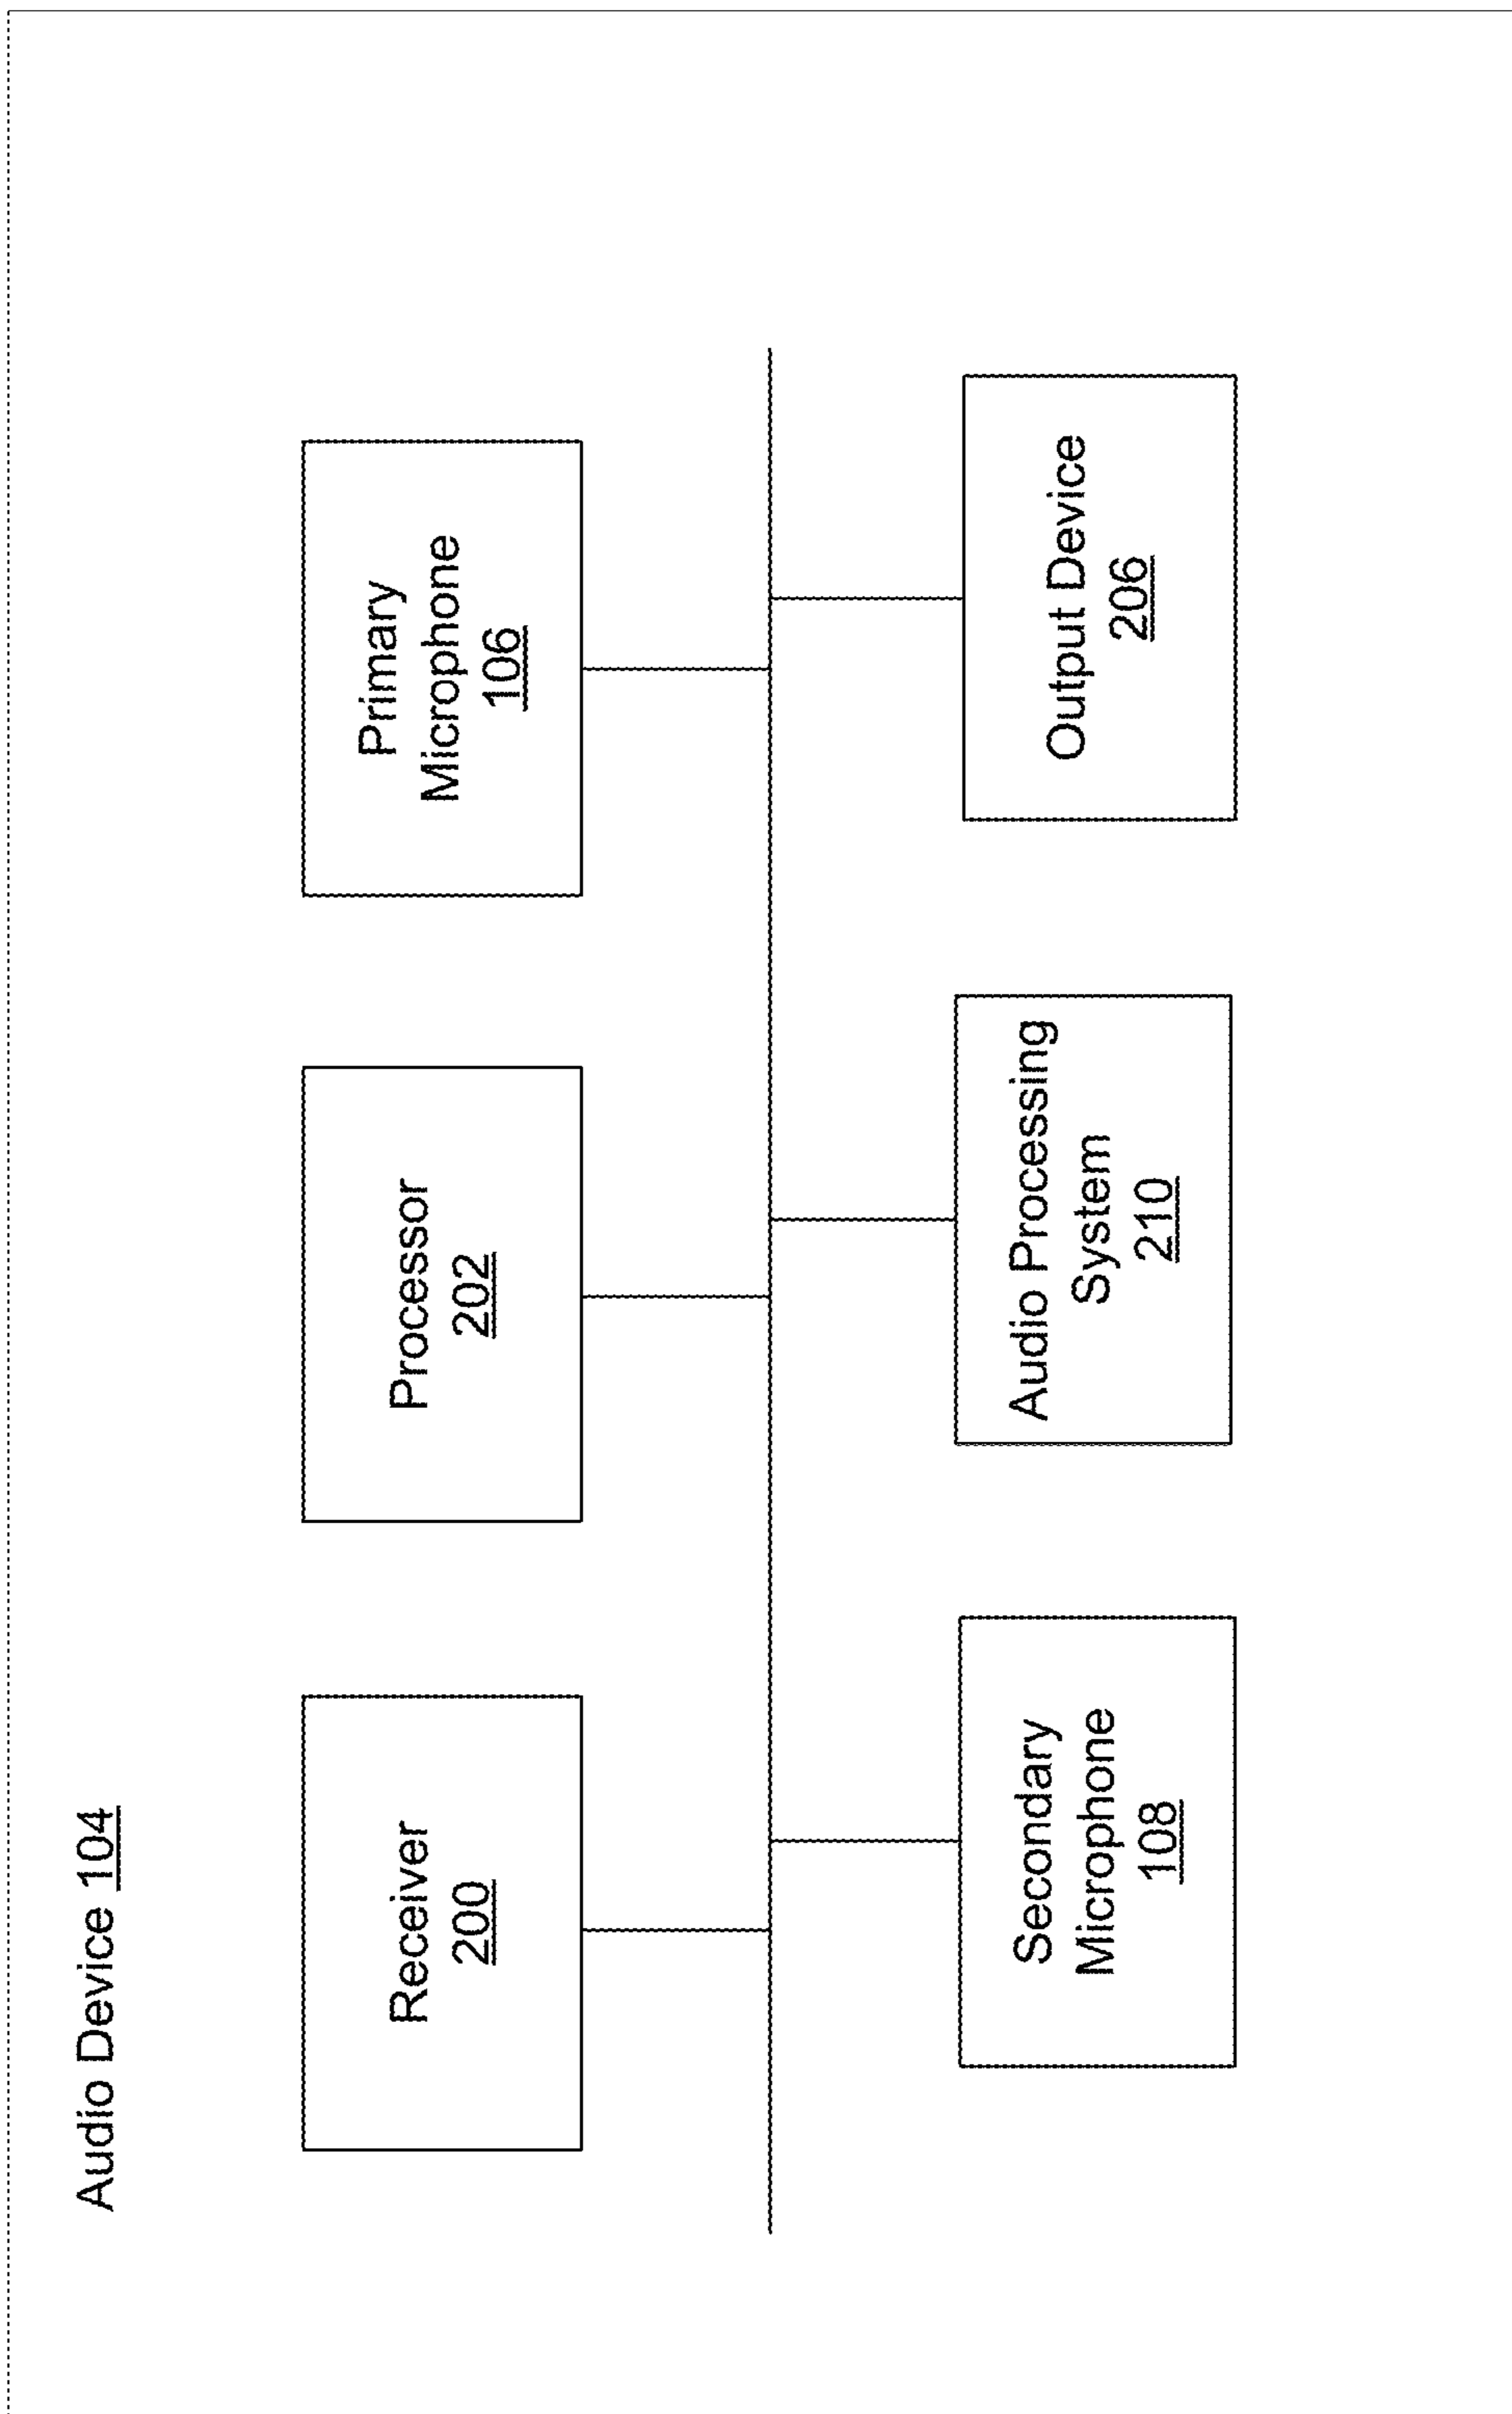 Audio Device 104
Receiver
200
Processor
202
Primary
Microphone
106
Secondary
Microphone
108
Audio Processing
System
210
Output Device
206